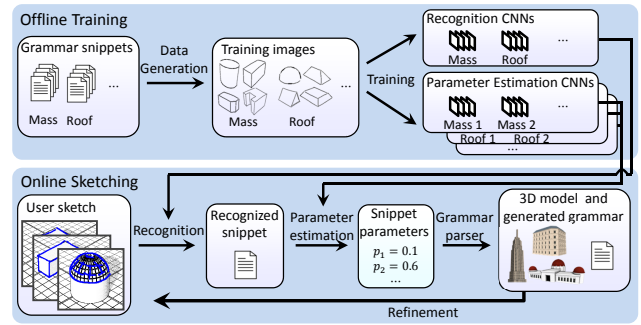 Offline Training
Grammar snippets
Mass Roof
...
Data
Generation
Training images
Mass
Roof
...
Training
Recognition CNNs
Mass Roof
...
Parameter Estimation CNNs
Mass 1 Mass 2
...
Roof 1 Roof 2
...
Online Sketching
User sketch
Recognition
Recognized
snippet
Parameter
estimation
Snippet
parameters
p₁ = 0.1
p₂ = 0.6
...
Grammar
parser
3D model and
generated grammar
Refinement